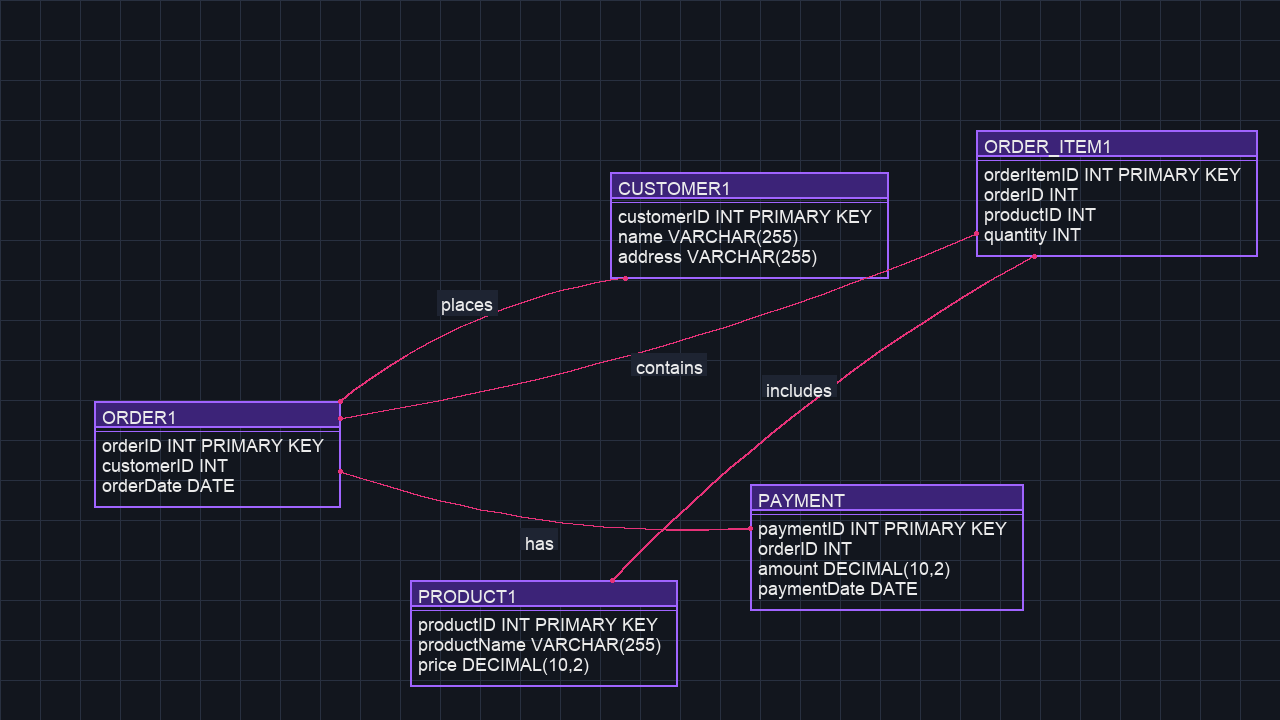 ORDER_ITEM1
orderItemID INT PRIMARY KEY
orderID INT
productID INT
quantity INT
CUSTOMER1
customerID INT PRIMARY KEY
name VARCHAR(255)
address VARCHAR(255)
places
contains
includes
ORDER1
orderID INT PRIMARY KEY
customerID INT
orderDate DATE
PAYMENT
paymentID INT PRIMARY KEY
orderID INT
amount DECIMAL(10,2)
paymentDate DATE
has
PRODUCT1
productID INT PRIMARY KEY
productName VARCHAR(255)
price DECIMAL(10,2)